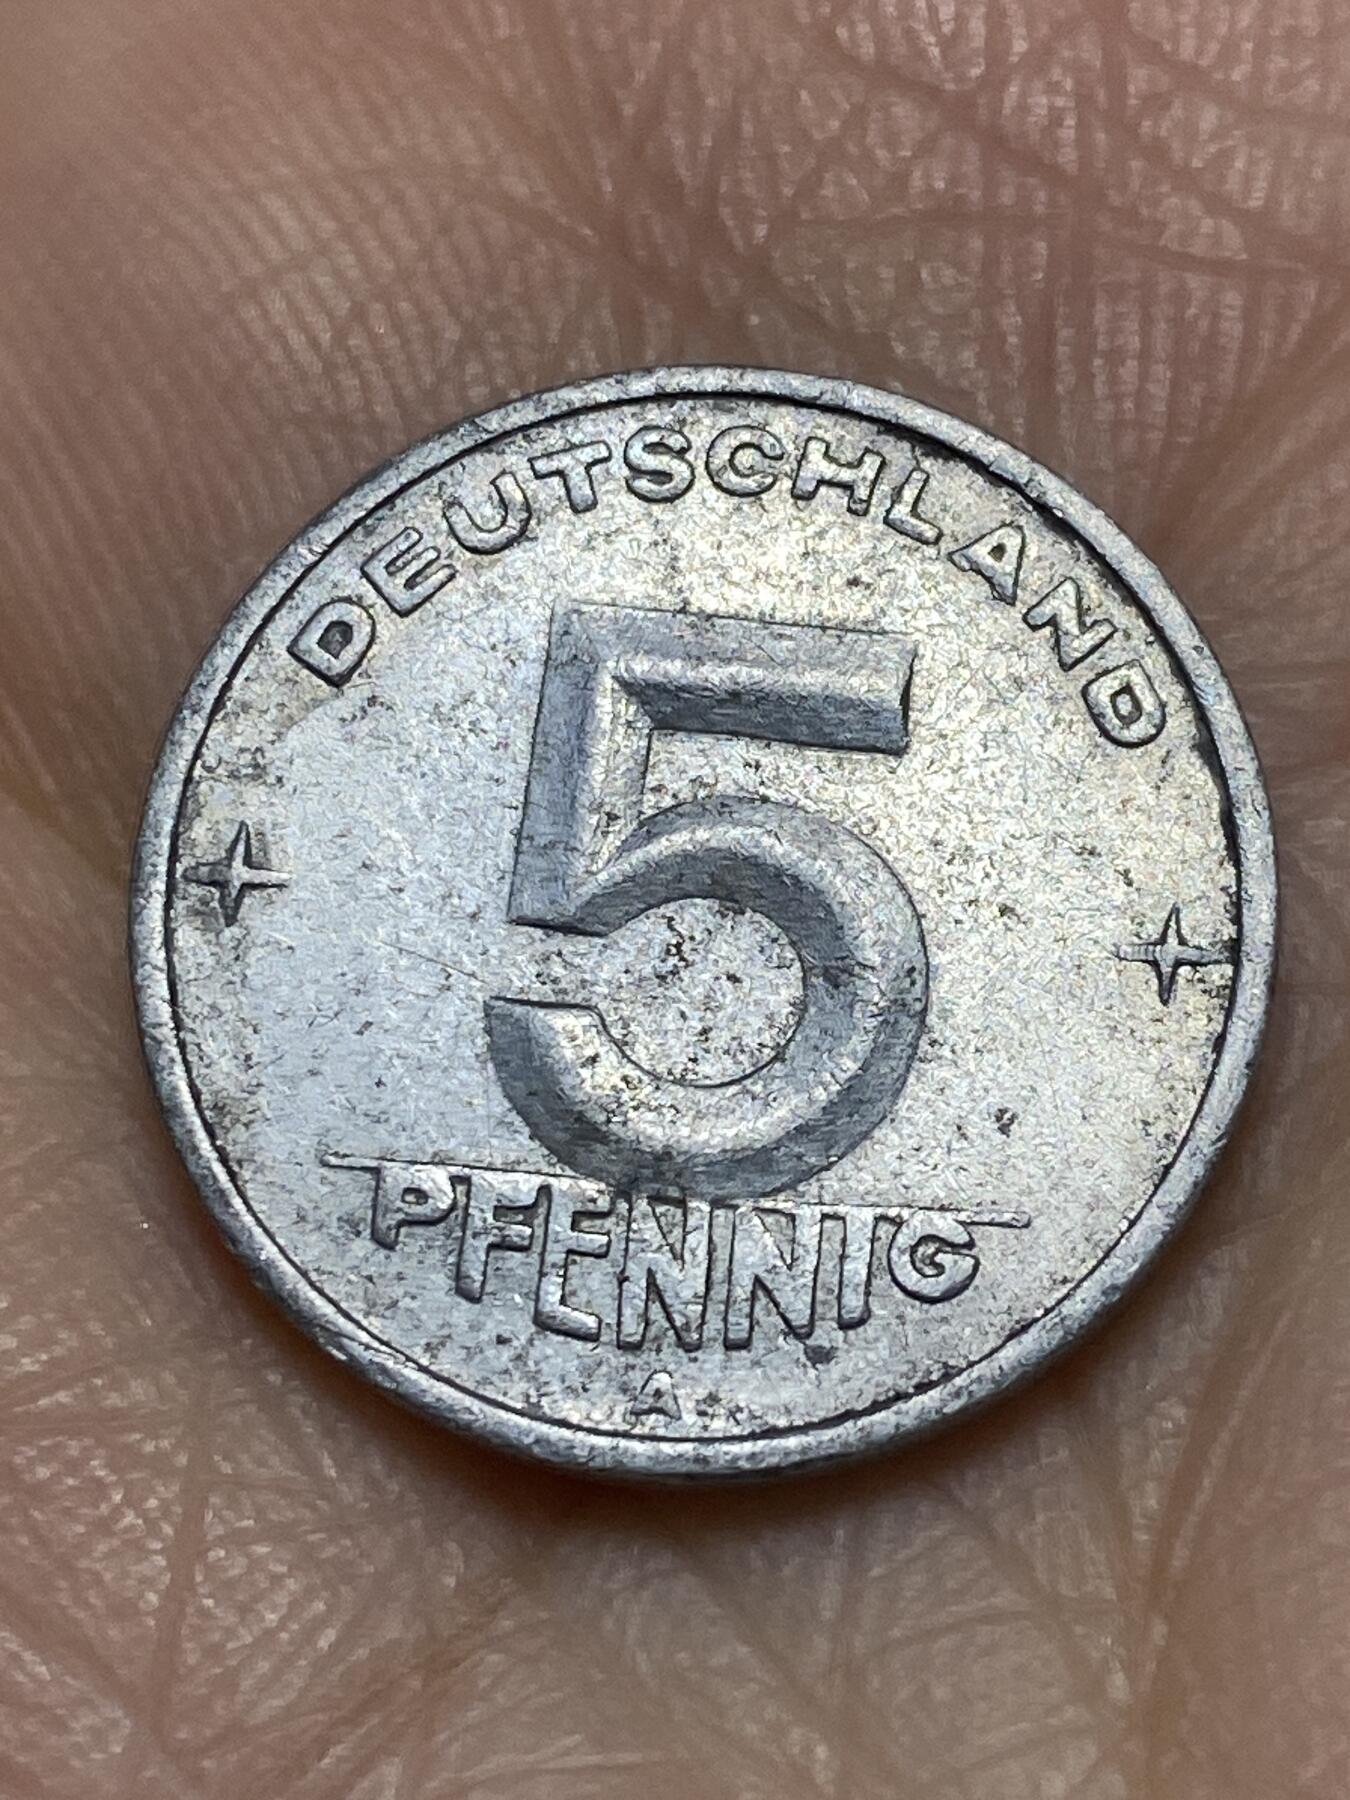 DEUTSCHLAND
5
PFENNIG
A